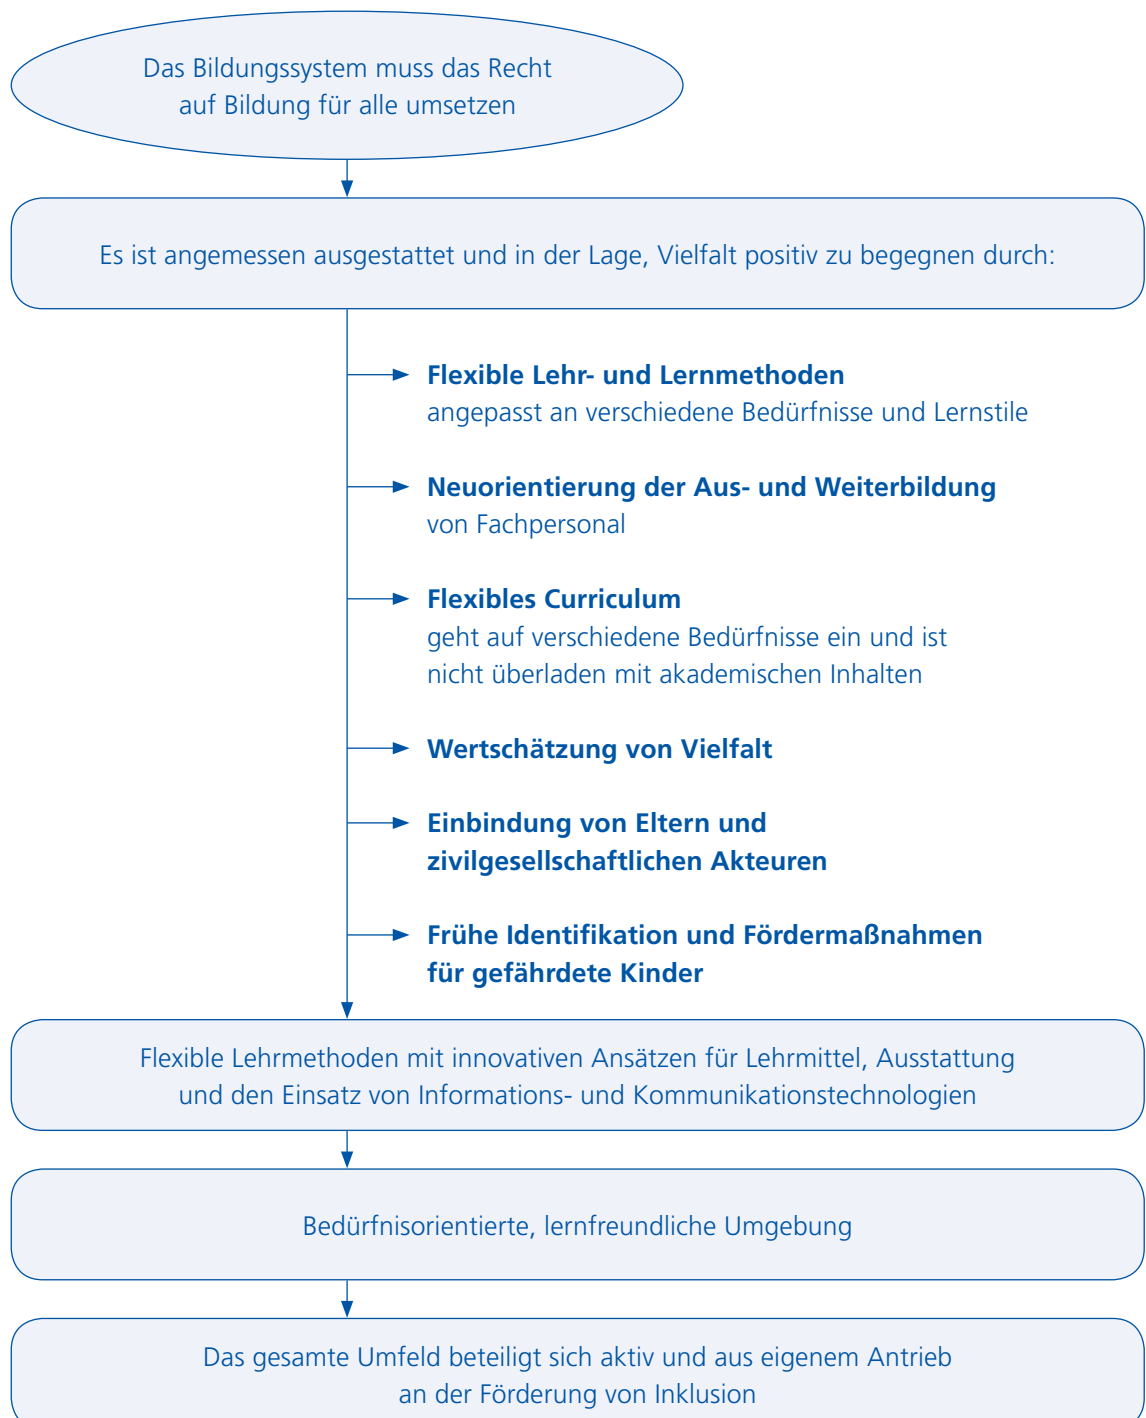 Das Bildungssystem muss das Recht
auf Bildung für alle umsetzen
Es ist angemessen ausgestattet und in der Lage, Vielfalt positiv zu begegnen durch:
Flexible Lehr- und Lernmethoden
angepasst an verschiedene Bedürfnisse und Lernstile
Neuorientierung der Aus- und Weiterbildung
von Fachpersonal
Flexibles Curriculum
geht auf verschiedene Bedürfnisse ein und ist
nicht überladen mit akademischen Inhalten
Wertschätzung von Vielfalt
Einbindung von Eltern und
zivilgesellschaftlichen Akteuren
Frühe Identifikation und Fördermaßnahmen
für gefährdete Kinder
Flexible Lehrmethoden mit innovativen Ansätzen für Lehrmittel, Ausstattung
und den Einsatz von Informations- und Kommunikationstechnologien
Bedürfnisorientierte, lernfreundliche Umgebung
Das gesamte Umfeld beteiligt sich aktiv und aus eigenem Antrieb
an der Förderung von Inklusion